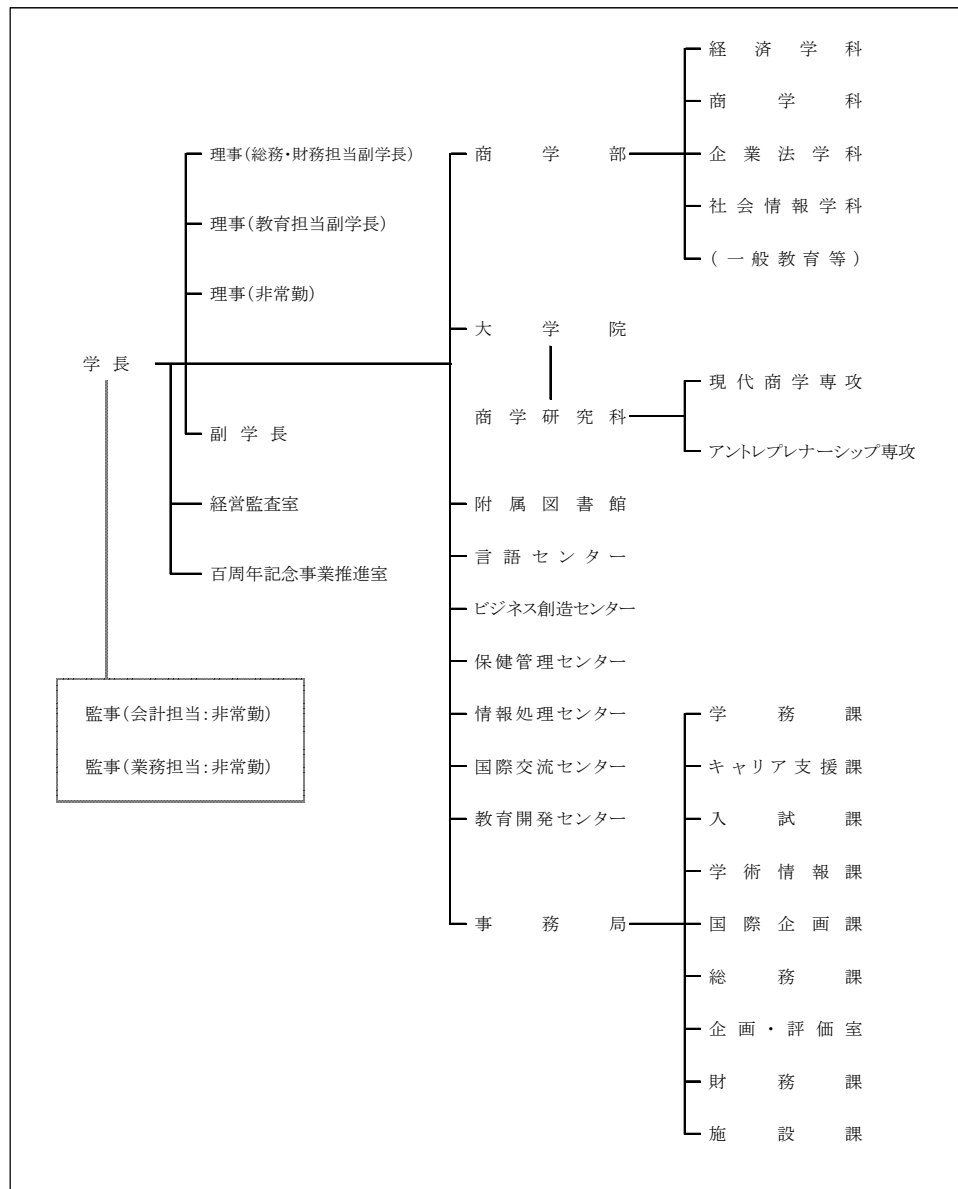 学長
理事(総務・財務担当副学長)
理事(教育担当副学長)
理事(非常勤)
副学長
経営監査室
百周年記念事業推進室
監事(会計担当:非常勤)
監事(業務担当:非常勤)
商学部
経済学科
商学科
企業法学科
社会情報学科
(一般教育等)
大学院
商学研究科
現代商学専攻
アントレプレナーシップ専攻
附属図書館
言語センター
ビジネス創造センター
保健管理センター
情報処理センター
国際交流センター
教育開発センター
事務局
学務課
キャリア支援課
入試課
学術情報課
国際企画課
総務課
企画・評価室
財務課
施設課